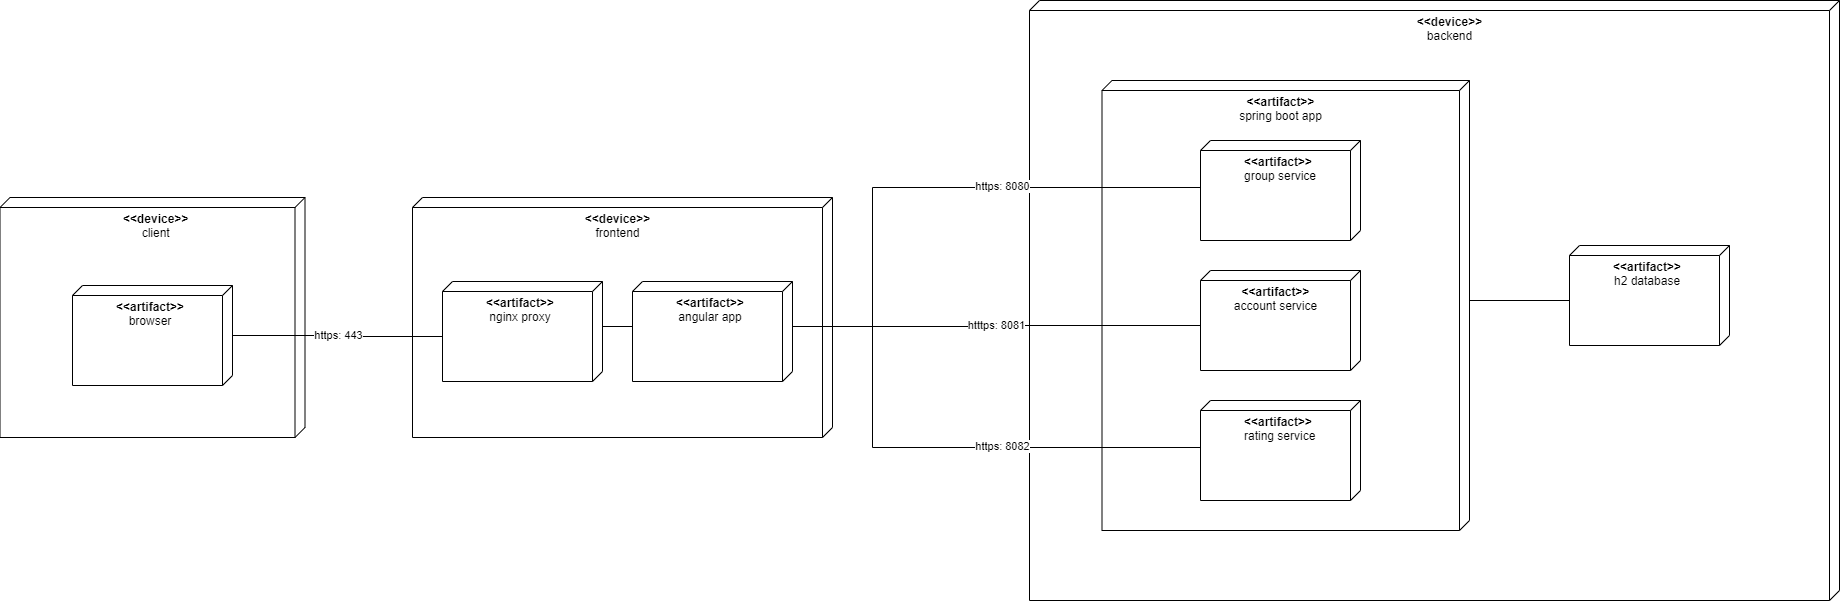 <<device>>
client
<<artifact>>
browser
https: 443
<<device>>
frontend
<<artifact>>
nginx proxy
<<artifact>>
angular app
https: 8080
htttps: 8081
https: 8082
<<device>>
backend
<<artifact>>
spring boot app
<<artifact>>
group service
<<artifact>>
account service
<<artifact>>
rating service
<<artifact>>
h2 database